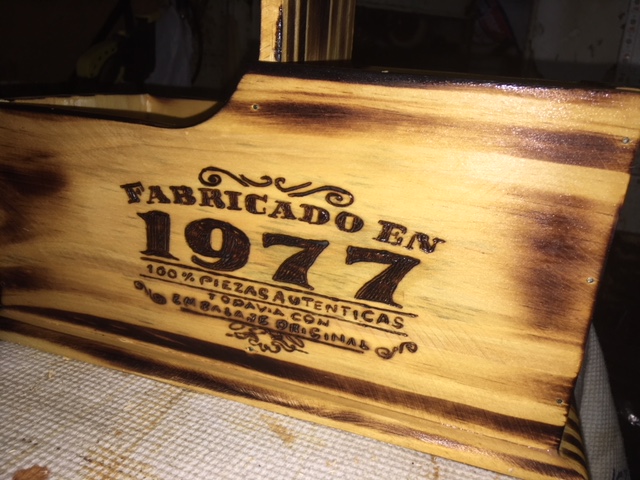 FABRICADO EN
1977
100% PIEZAS AUTENTICAS
TODAVIA CON
EMBALAJE ORIGINAL